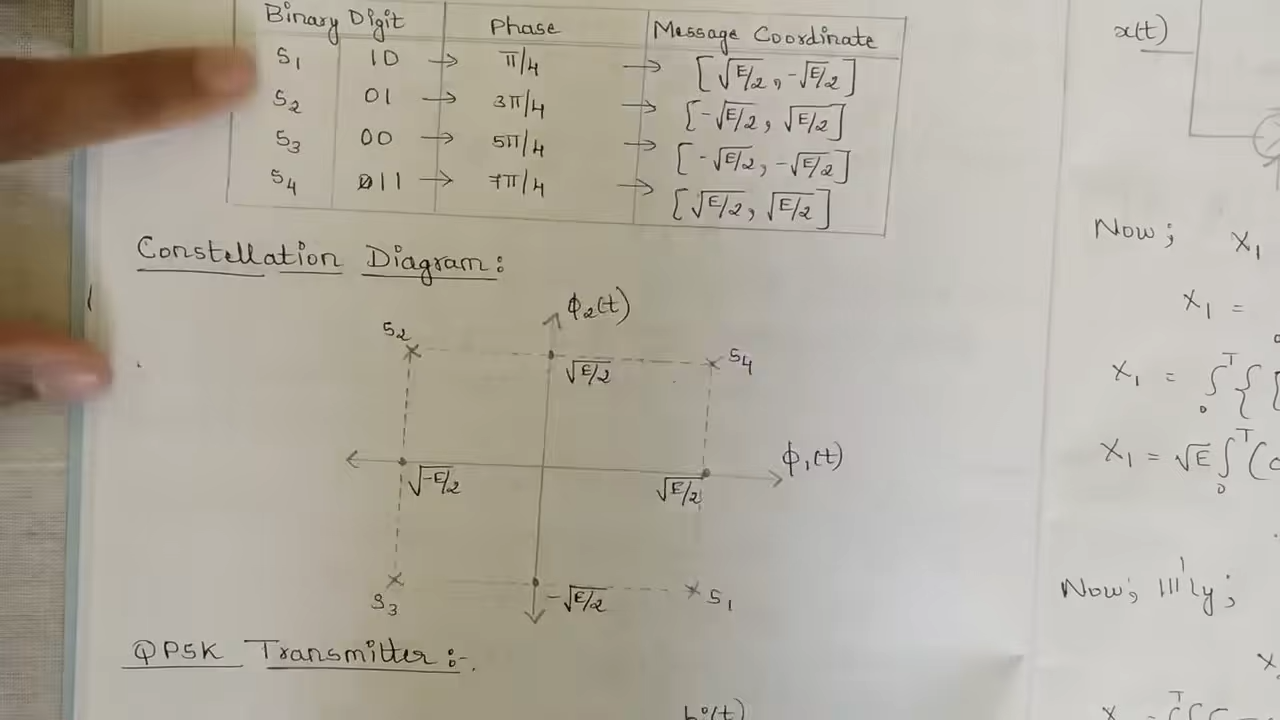 Binary Digit Phase Message Coordinate
S1 10 → π/4 → [√E/2, -√E/2]
S2 01 → 3π/4 → [-√E/2, √E/2]
S3 00 → 5π/4 → [-√E/2, -√E/2]
S4 011 → 7π/4 → [√E/2, √E/2]
Constellation Diagram:
ϕ2(t)
S2
S4
√E/2
ϕ1(t)
√-E/2
√E/2
S3
-√E/2
S1
QPSK Transmitter :-
x(t)
Now; X1
X1 =
X1 = ∫0T {
X1 = √E ∫0T (
Now; lllly;